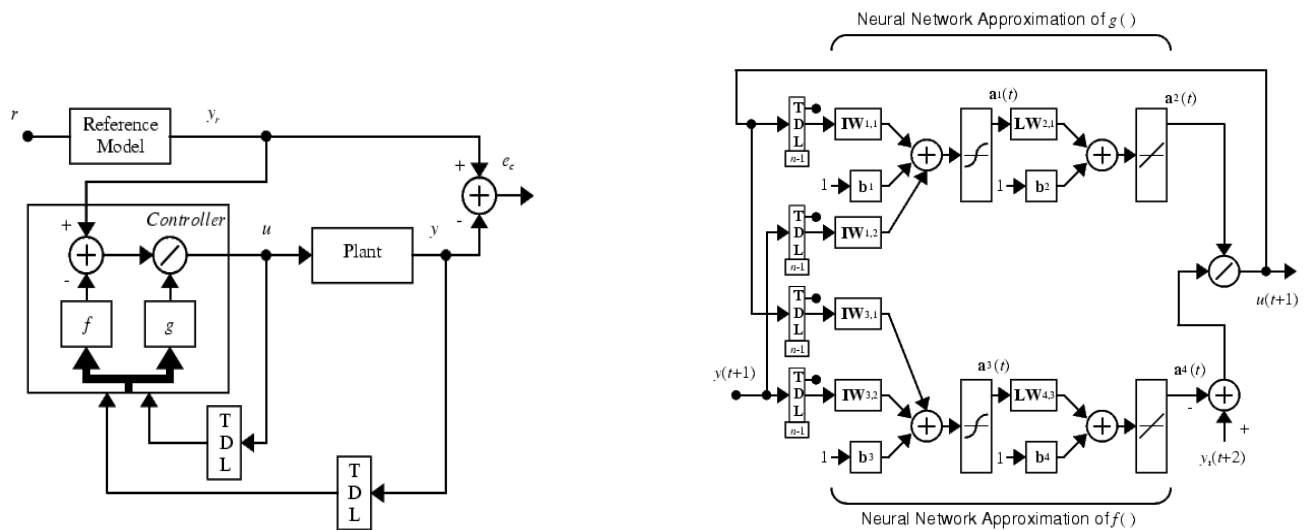 r
Reference
Model
y_r
+
e_c
-
Controller
+
u
Plant
y
-
f
g
T
D
L
T
D
L
Neural Network Approximation of g ( )
T
D
L
n-1
IW1,1
a1(t)
LW2,1
a2(t)
1
b1
1
b2
T
D
L
n-1
IW1,2
u(t+1)
T
D
L
n-1
IW3,1
y(t+1)
T
D
L
n-1
IW3,2
a3(t)
LW4,3
a4(t)
-
+
1
b3
1
b4
y_r(t+2)
Neural Network Approximation of f ( )